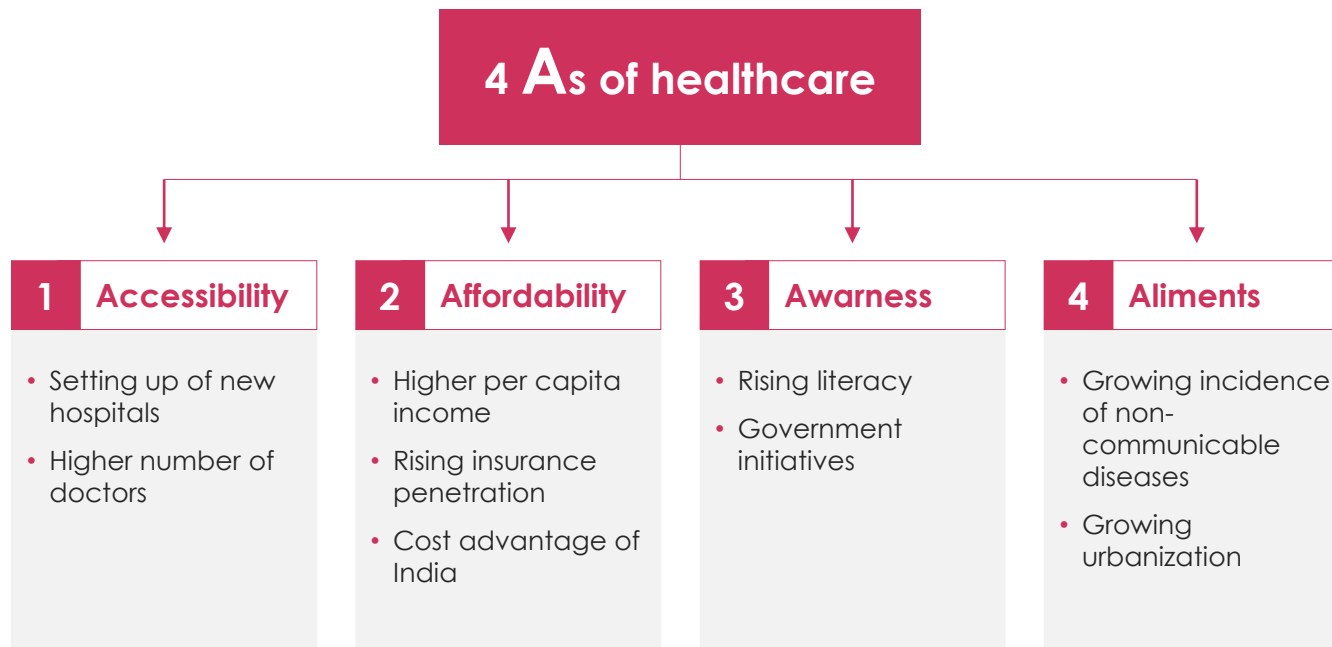 4 As of healthcare
1 Accessibility
• Setting up of new
hospitals
• Higher number of
doctors
2 Affordability
• Higher per capita
income
• Rising insurance
penetration
• Cost advantage of
India
3 Awarness
• Rising literacy
• Government
initiatives
4 Aliments
• Growing incidence
of non-
communicable
diseases
• Growing
urbanization